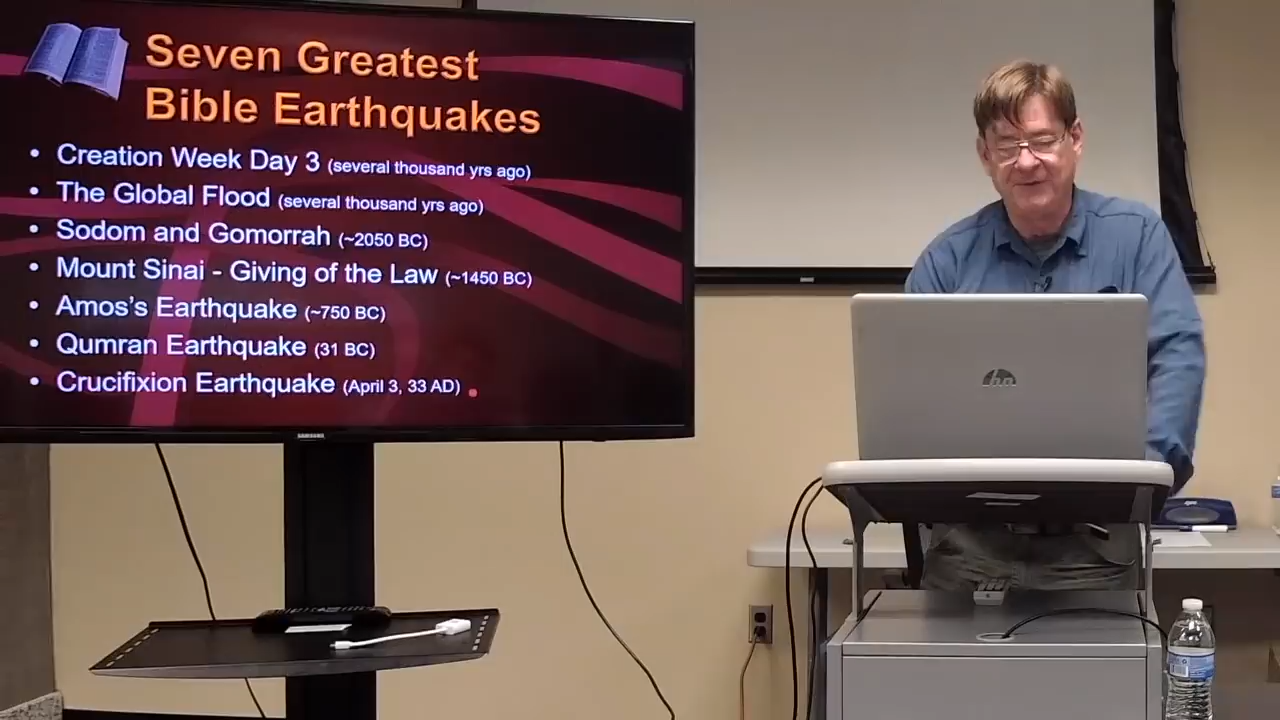 Seven Greatest
Bible Earthquakes
• Creation Week Day 3 (several thousand yrs ago)
• The Global Flood (several thousand yrs ago)
• Sodom and Gomorrah (~2050 BC)
• Mount Sinai - Giving of the Law (~1450 BC)
• Amos's Earthquake (~750 BC)
• Qumran Earthquake (31 BC)
• Crucifixion Earthquake (April 3, 33 AD)
SAMSUNG
hp